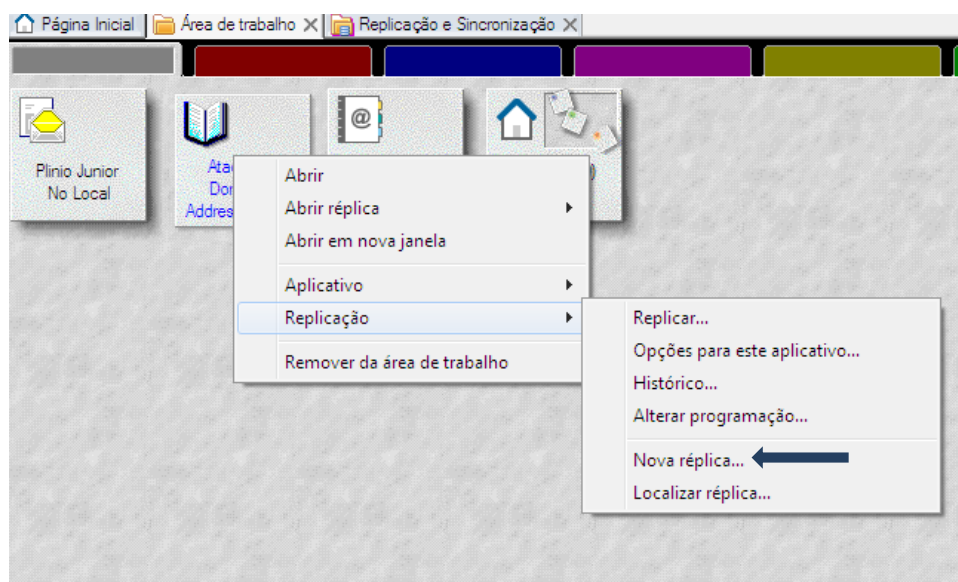 Página Inicial
Área de trabalho
Replicação e Sincronização
Plinio Junior
No Local
@
Abrir
Abrir réplica
Abrir em nova janela
Aplicativo
Replicação
Remover da área de trabalho
Replicar...
Opções para este aplicativo...
Histórico...
Alterar programação...
Nova réplica...
Localizar réplica...